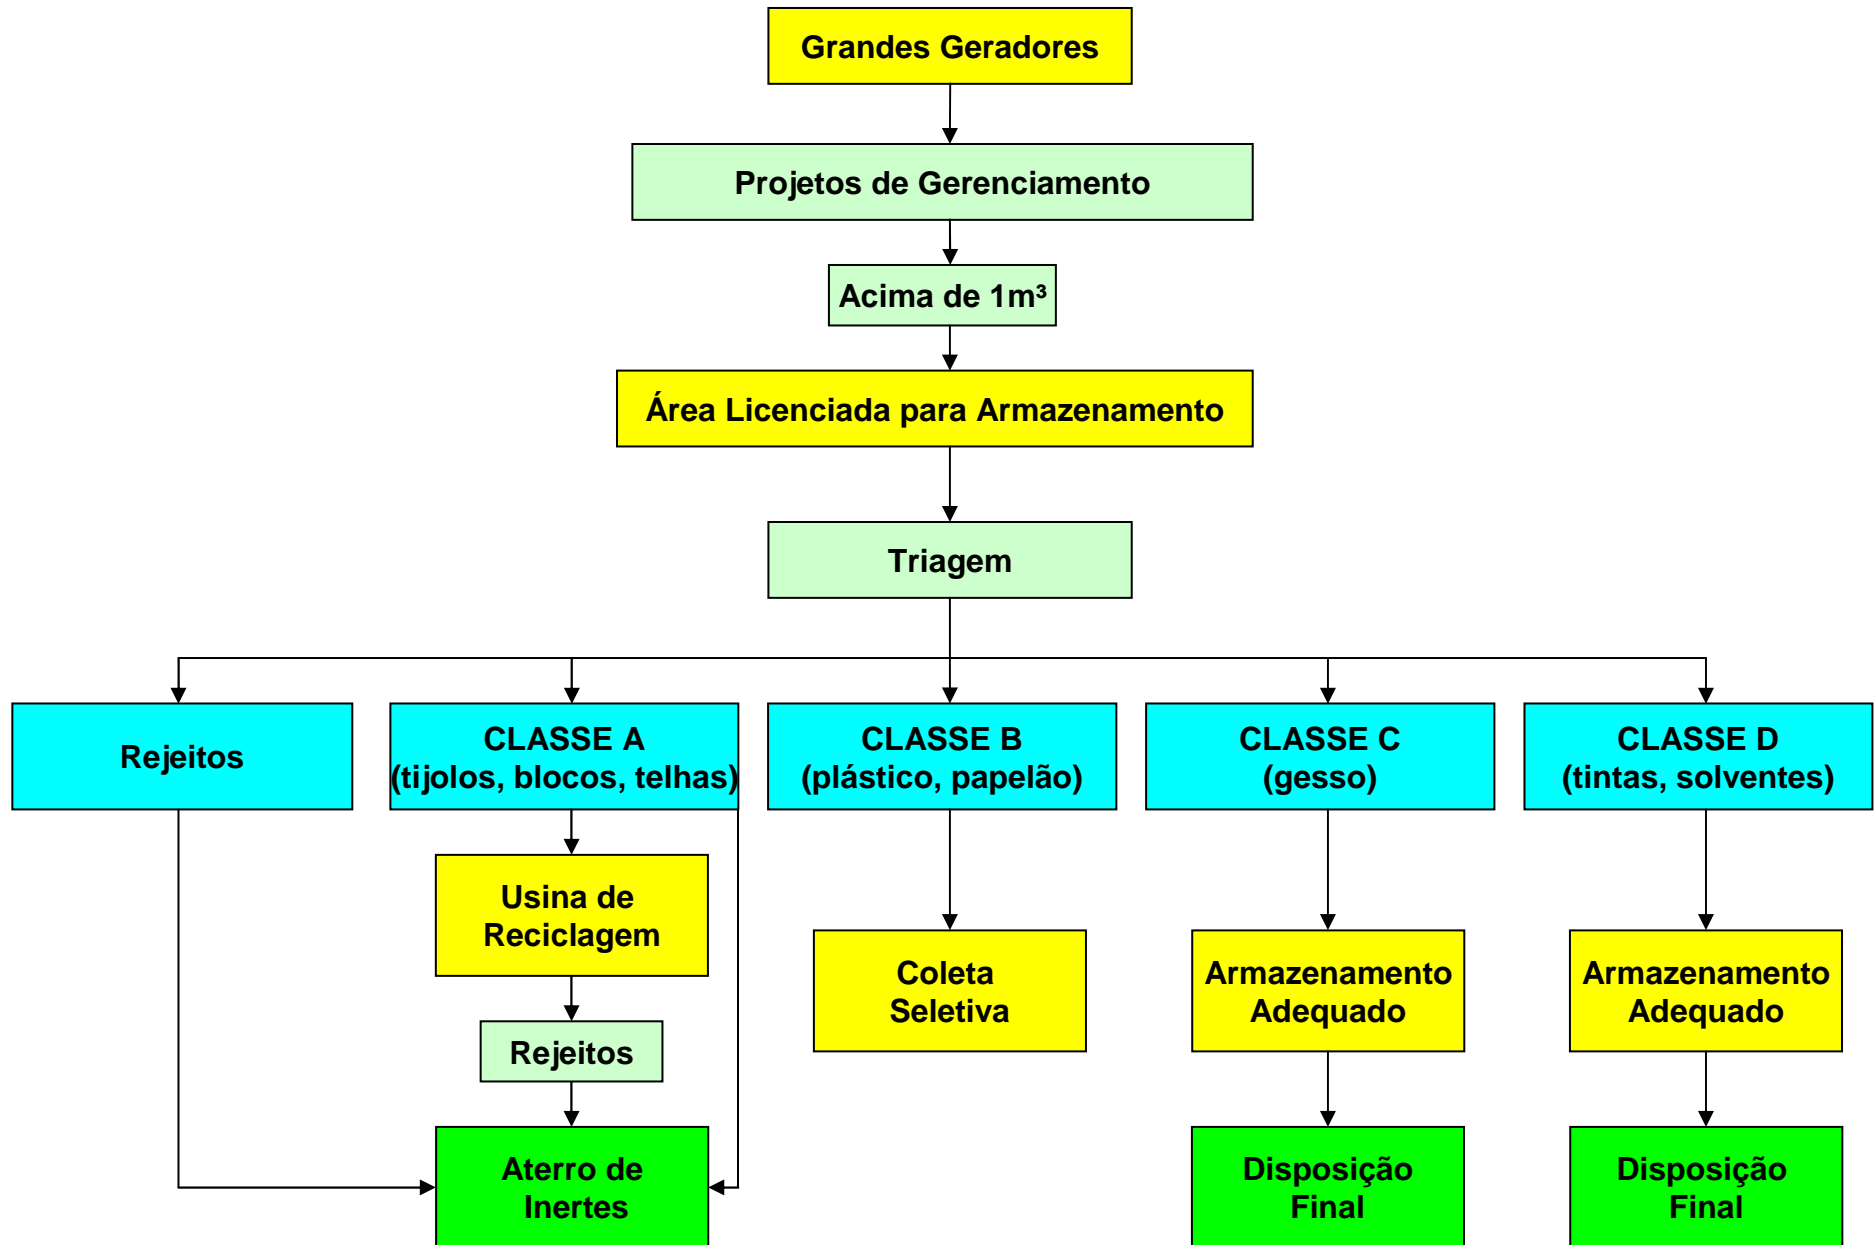 Grandes Geradores
Projetos de Gerenciamento
Acima de 1m³
Área Licenciada para Armazenamento
Triagem
Rejeitos
CLASSE A
(tijolos, blocos, telhas)
CLASSE B
(plástico, papelão)
CLASSE C
(gesso)
CLASSE D
(tintas, solventes)
Usina de
Reciclagem
Coleta
Seletiva
Armazenamento
Adequado
Armazenamento
Adequado
Rejeitos
Aterro de
Inertes
Disposição
Final
Disposição
Final